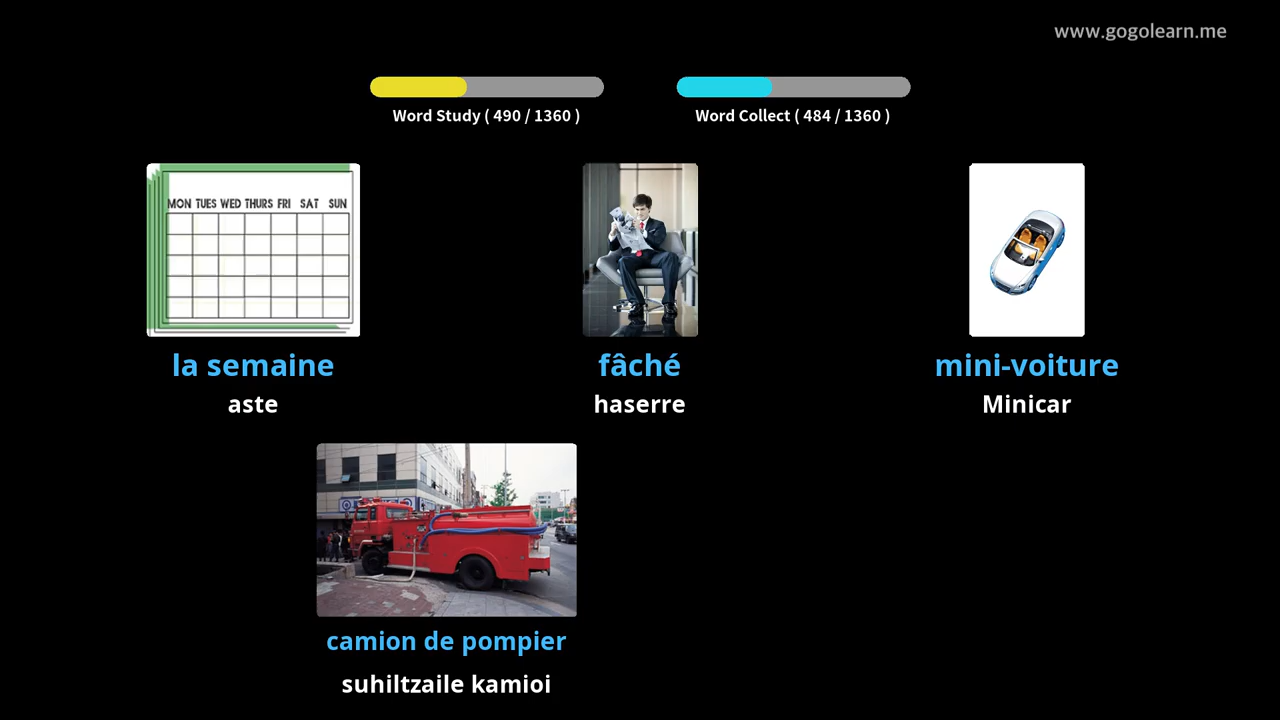 www.gogolearn.me
Word Study ( 490 / 1360 )
Word Collect ( 484 / 1360 )
MON TUES WED THURS FRI SAT SUN
la semaine
aste
fâché
haserre
mini-voiture
Minicar
camion de pompier
suhiltzaile kamioi